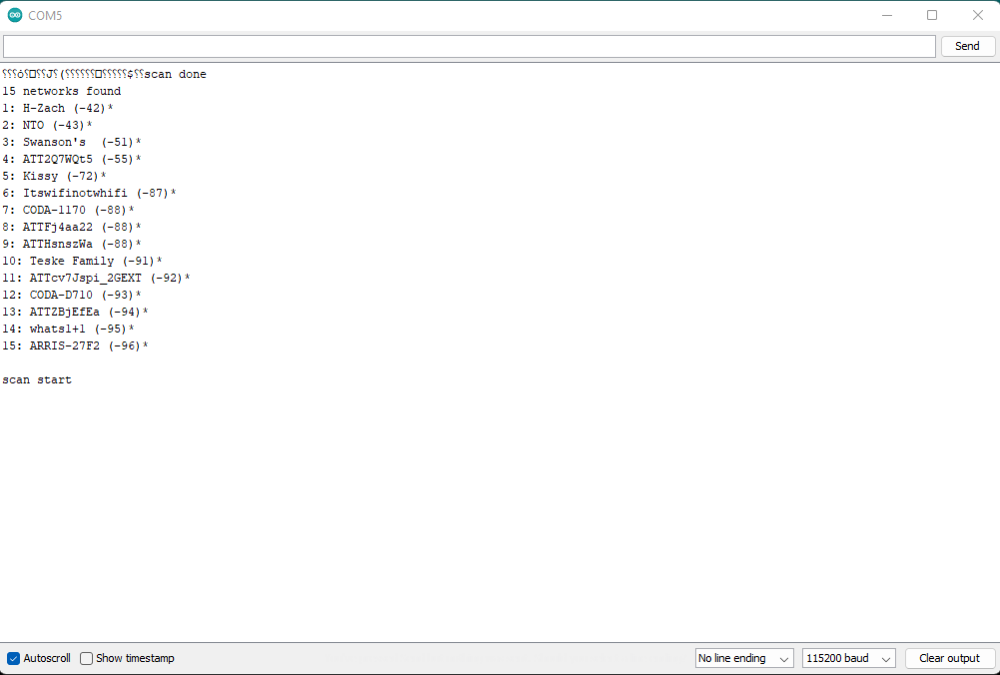 COM5
Send
scan done
15 networks found
1: H-Zach (-42)*
2: NTO (-43)*
3: Swanson's  (-51)*
4: ATT2Q7WQt5 (-55)*
5: Kissy (-72)*
6: Itswifinotwhifi (-87)*
7: CODA-1170 (-88)*
8: ATTFj4aa22 (-88)*
9: ATTHsnszWa (-88)*
10: Teske Family (-91)*
11: ATTcv7Jspi_2GEXT (-92)*
12: CODA-D710 (-93)*
13: ATTZBjEfEa (-94)*
14: whats1+1 (-95)*
15: ARRIS-27F2 (-96)*
scan start
Autoscroll Show timestamp No line ending 115200 baud Clear output